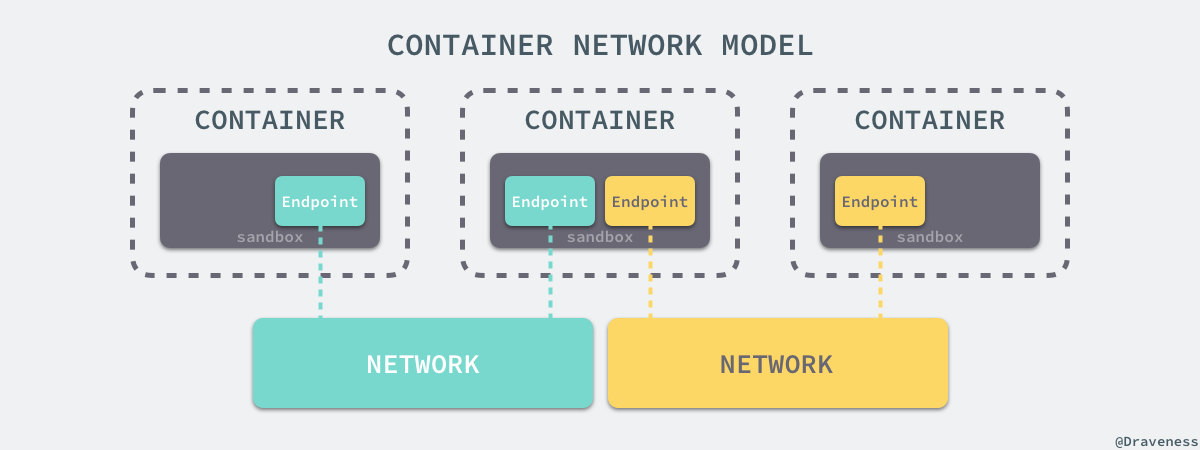 CONTAINER NETWORK MODEL
CONTAINER
CONTAINER
CONTAINER
Endpoint
Endpoint
Endpoint
Endpoint
sandbox
sandbox
sandbox
NETWORK
NETWORK
@Draveness